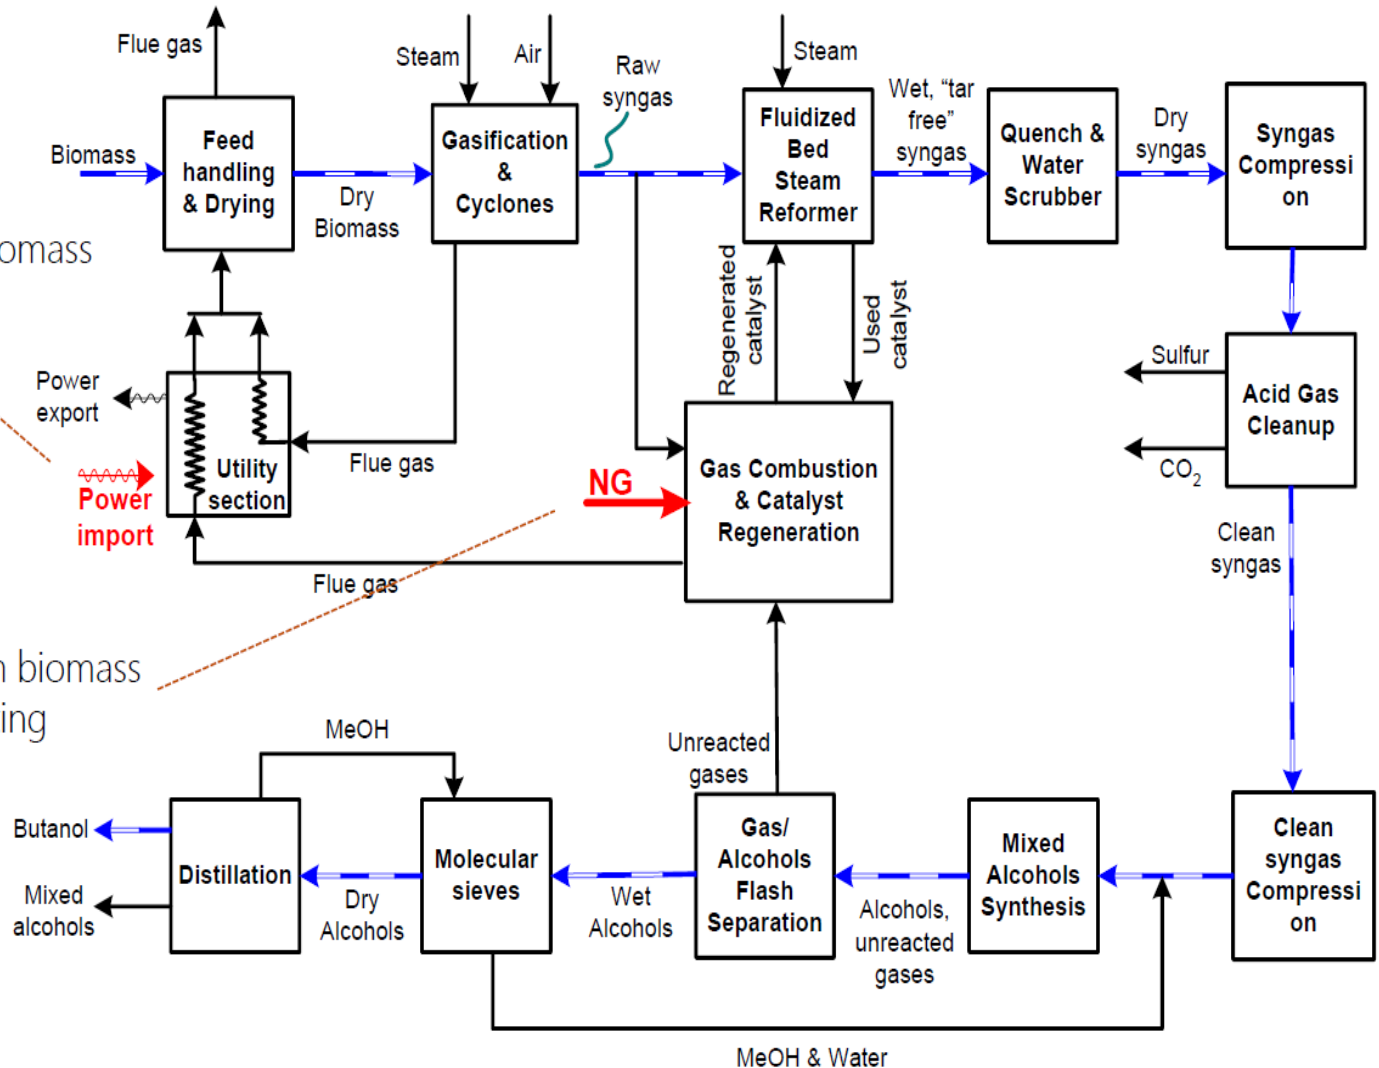 Flue gas
Steam
Air
Raw
syngas
Steam
Wet, “tar
free”
syngas
Dry
syngas
Biomass
Feed
handling
& Drying
Dry
Biomass
Gasification
&
Cyclones
Fluidized
Bed
Steam
Reformer
Quench &
Water
Scrubber
Syngas
Compressi
on
omass
Regenerated
catalyst
Used
catalyst
Power
export
Power
import
Utility
section
Flue gas
Flue gas
NG
Gas Combustion
& Catalyst
Regeneration
Sulfur
CO2
Acid Gas
Cleanup
Clean
syngas
n biomass
ing
MeOH
Unreacted
gases
Butanol
Mixed
alcohols
Distillation
Dry
Alcohols
Molecular
sieves
Wet
Alcohols
Gas/
Alcohols
Flash
Separation
Alcohols,
unreacted
gases
Mixed
Alcohols
Synthesis
Clean
syngas
Compressi
on
MeOH & Water